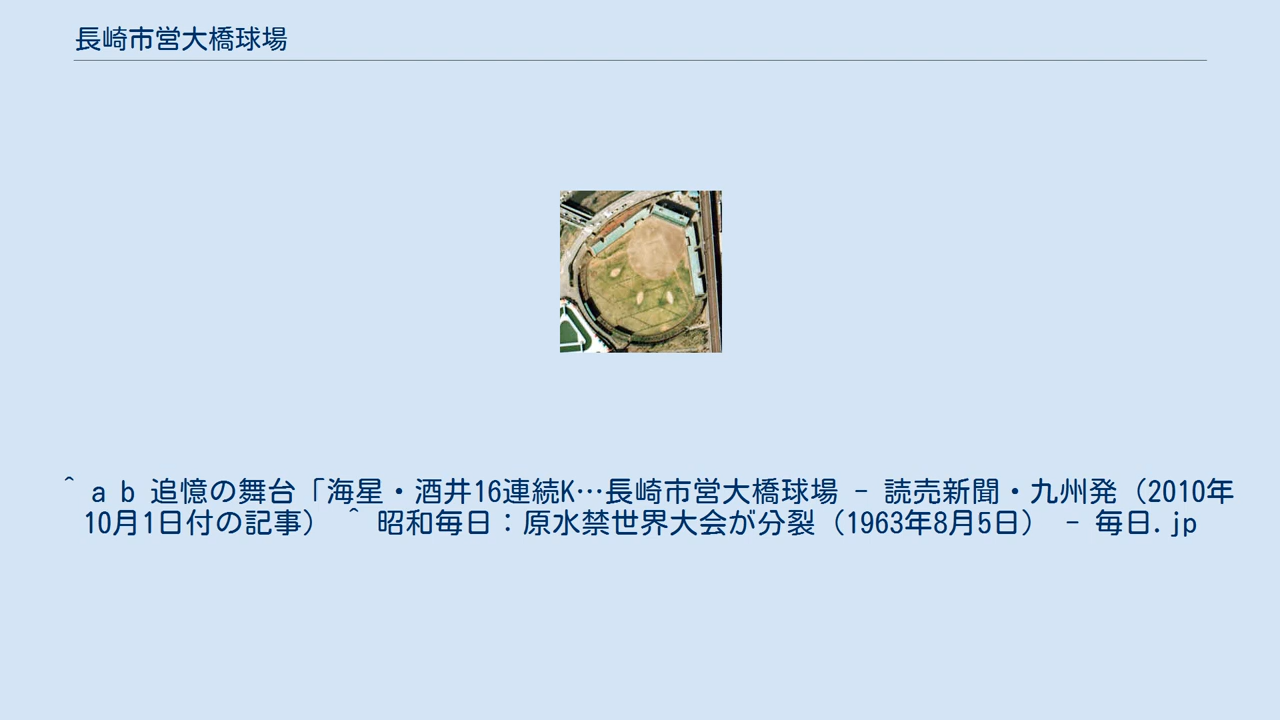 長崎市営大橋球場
^ a b 追憶の舞台「海星・酒井16連続K…長崎市営大橋球場 - 読売新聞・九州発（2010年
10月1日付の記事） ^ 昭和毎日：原水禁世界大会が分裂（1963年8月5日） - 毎日.jp